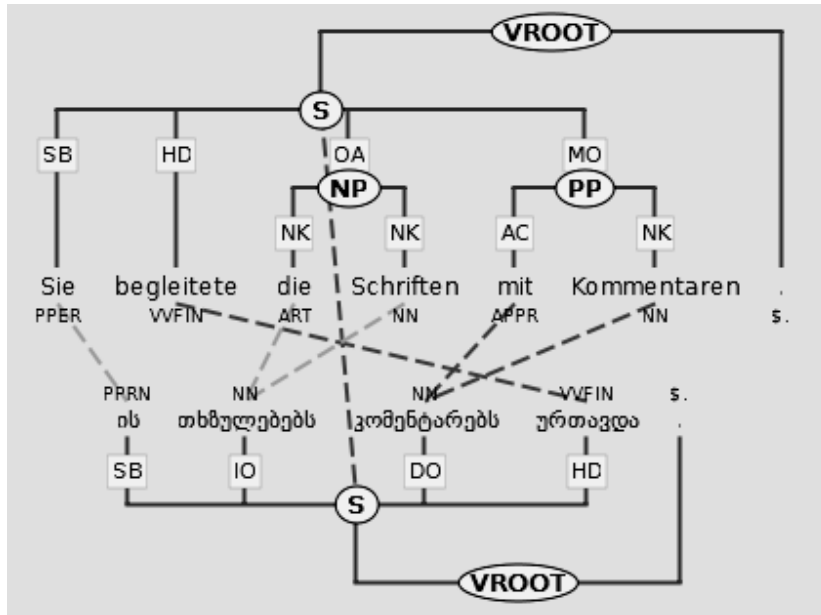 VROOT
S
SB HD OA MO
NP PP
NK NK AC NK
Sie begleitete die Schriften mit Kommentaren .
PPER VVFIN ART NN APPR NN $.
PPRN NN NN VVFIN $.
ის თხზულებებს კომენტარებს ურთავდა .
SB IO DO HD
S
VROOT